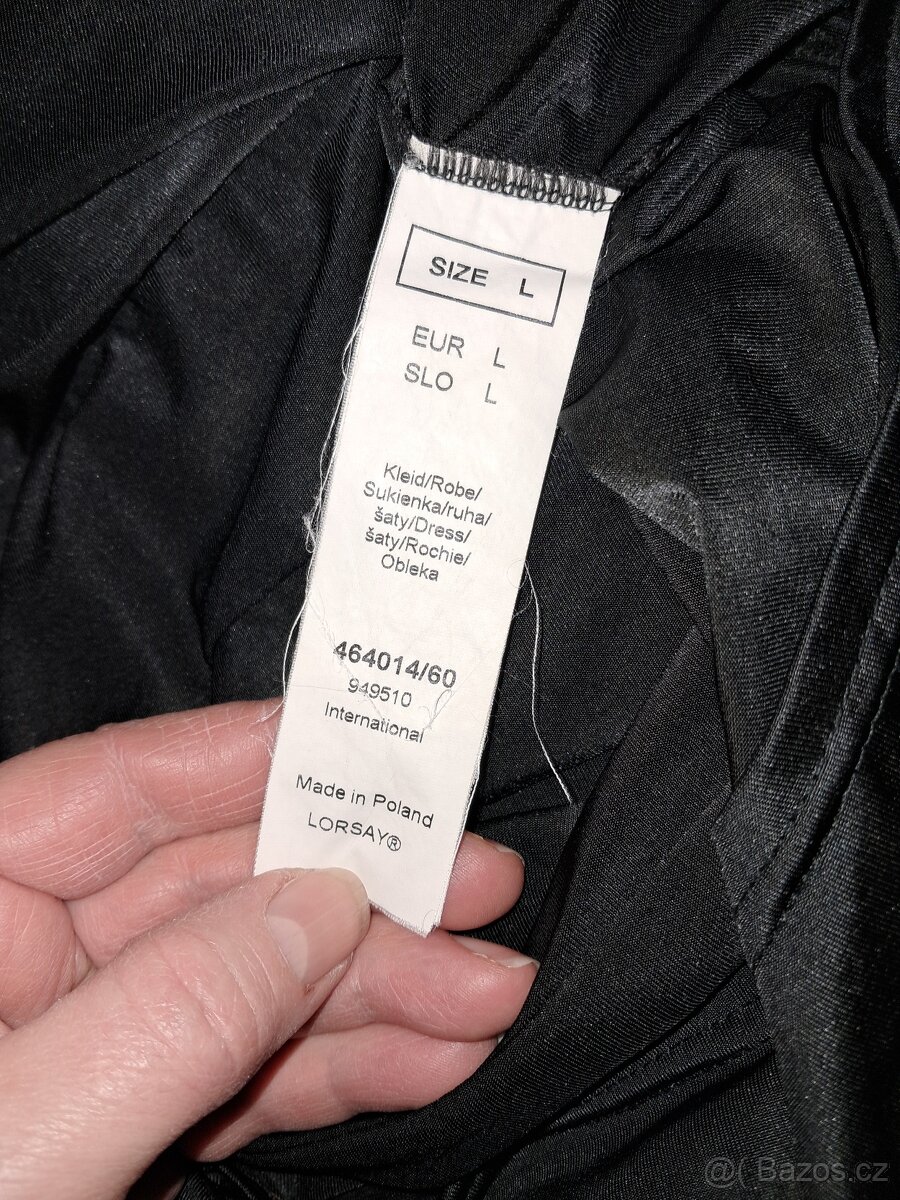 SIZE L
EUR L
SLO L
Kleid/Robe/
Sukienka/ruha/
šaty/Dress/
šaty/Rochie/
Obleka
464014/60
949510
International
Made in Poland
LORSAY®
@( Bazos.cz